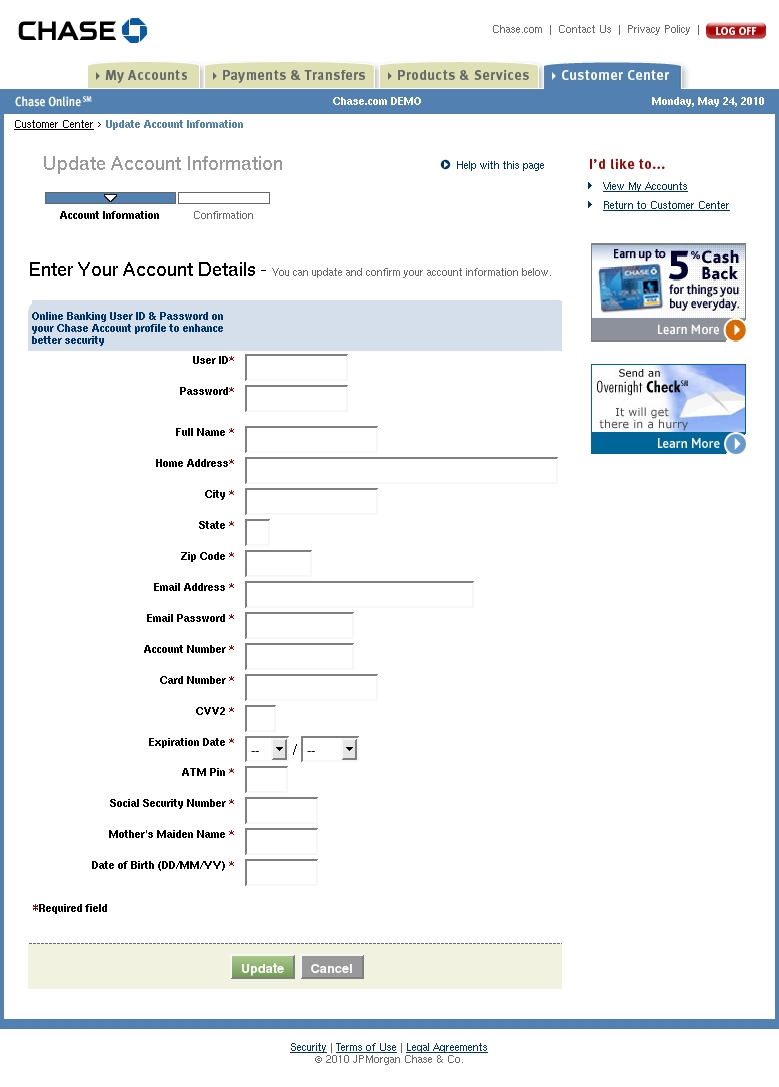 CHASE
Chase.com | Contact Us | Privacy Policy | LOG OFF
My Accounts Payments & Transfers Products & Services Customer Center
Chase Online℠ Chase.com DEMO Monday, May 24, 2010
Customer Center > Update Account Information
Update Account Information
Help with this page
Account Information Confirmation
Enter Your Account Details - You can update and confirm your account information below.
Online Banking User ID & Password on
your Chase Account profile to enhance
better security
User ID*
Password*
Full Name *
Home Address*
City *
State *
Zip Code *
Email Address *
Email Password *
Account Number *
Card Number *
CVV2 *
Expiration Date * -- / --
ATM Pin *
Social Security Number *
Mother's Maiden Name *
Date of Birth (DD/MM/YY) *
*Required field
Update Cancel
I'd like to...
View My Accounts
Return to Customer Center
Earn up to 5% Cash
Back
for things you
buy everyday.
CHASE
Learn More
Send an
Overnight Check℠
It will get
there in a hurry
Learn More
Security | Terms of Use | Legal Agreements
© 2010 JPMorgan Chase & Co.